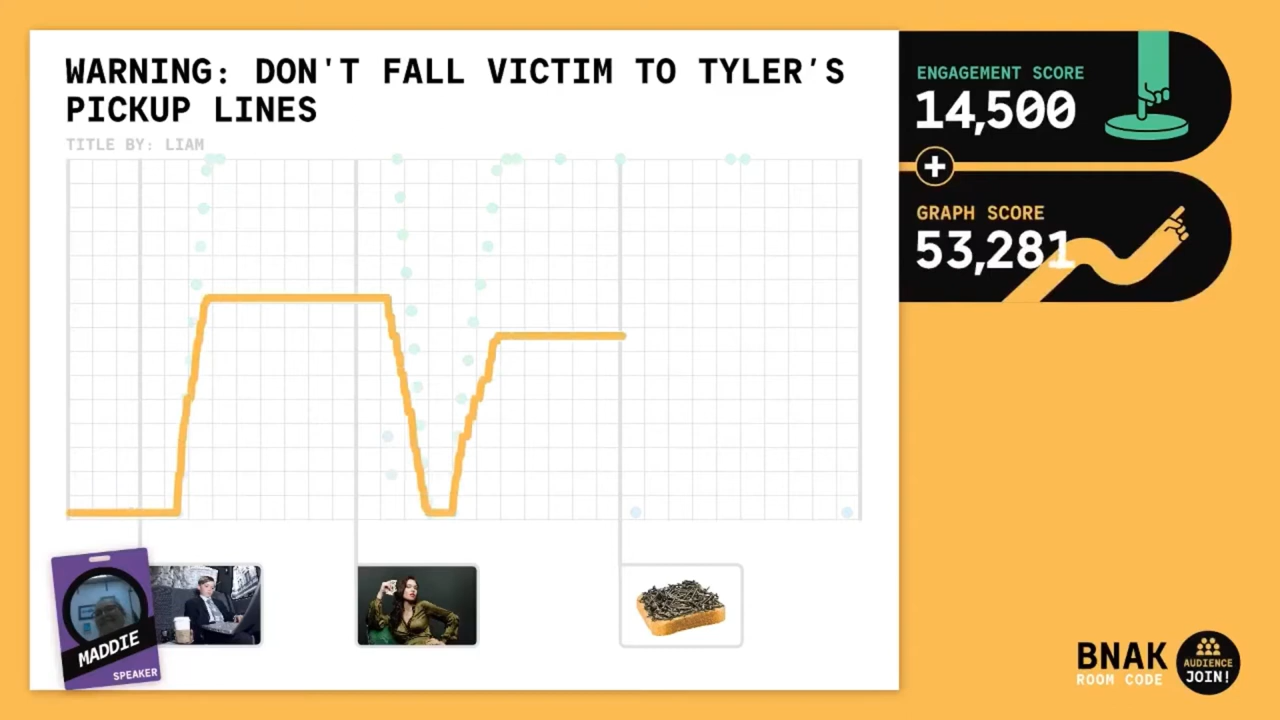 WARNING: DON'T FALL VICTIM TO TYLER’S
PICKUP LINES
TITLE BY: LIAM
ENGAGEMENT SCORE
14,500
+
GRAPH SCORE
53,281
MADDIE
SPEAKER
BNAK
ROOM CODE
AUDIENCE
JOIN!